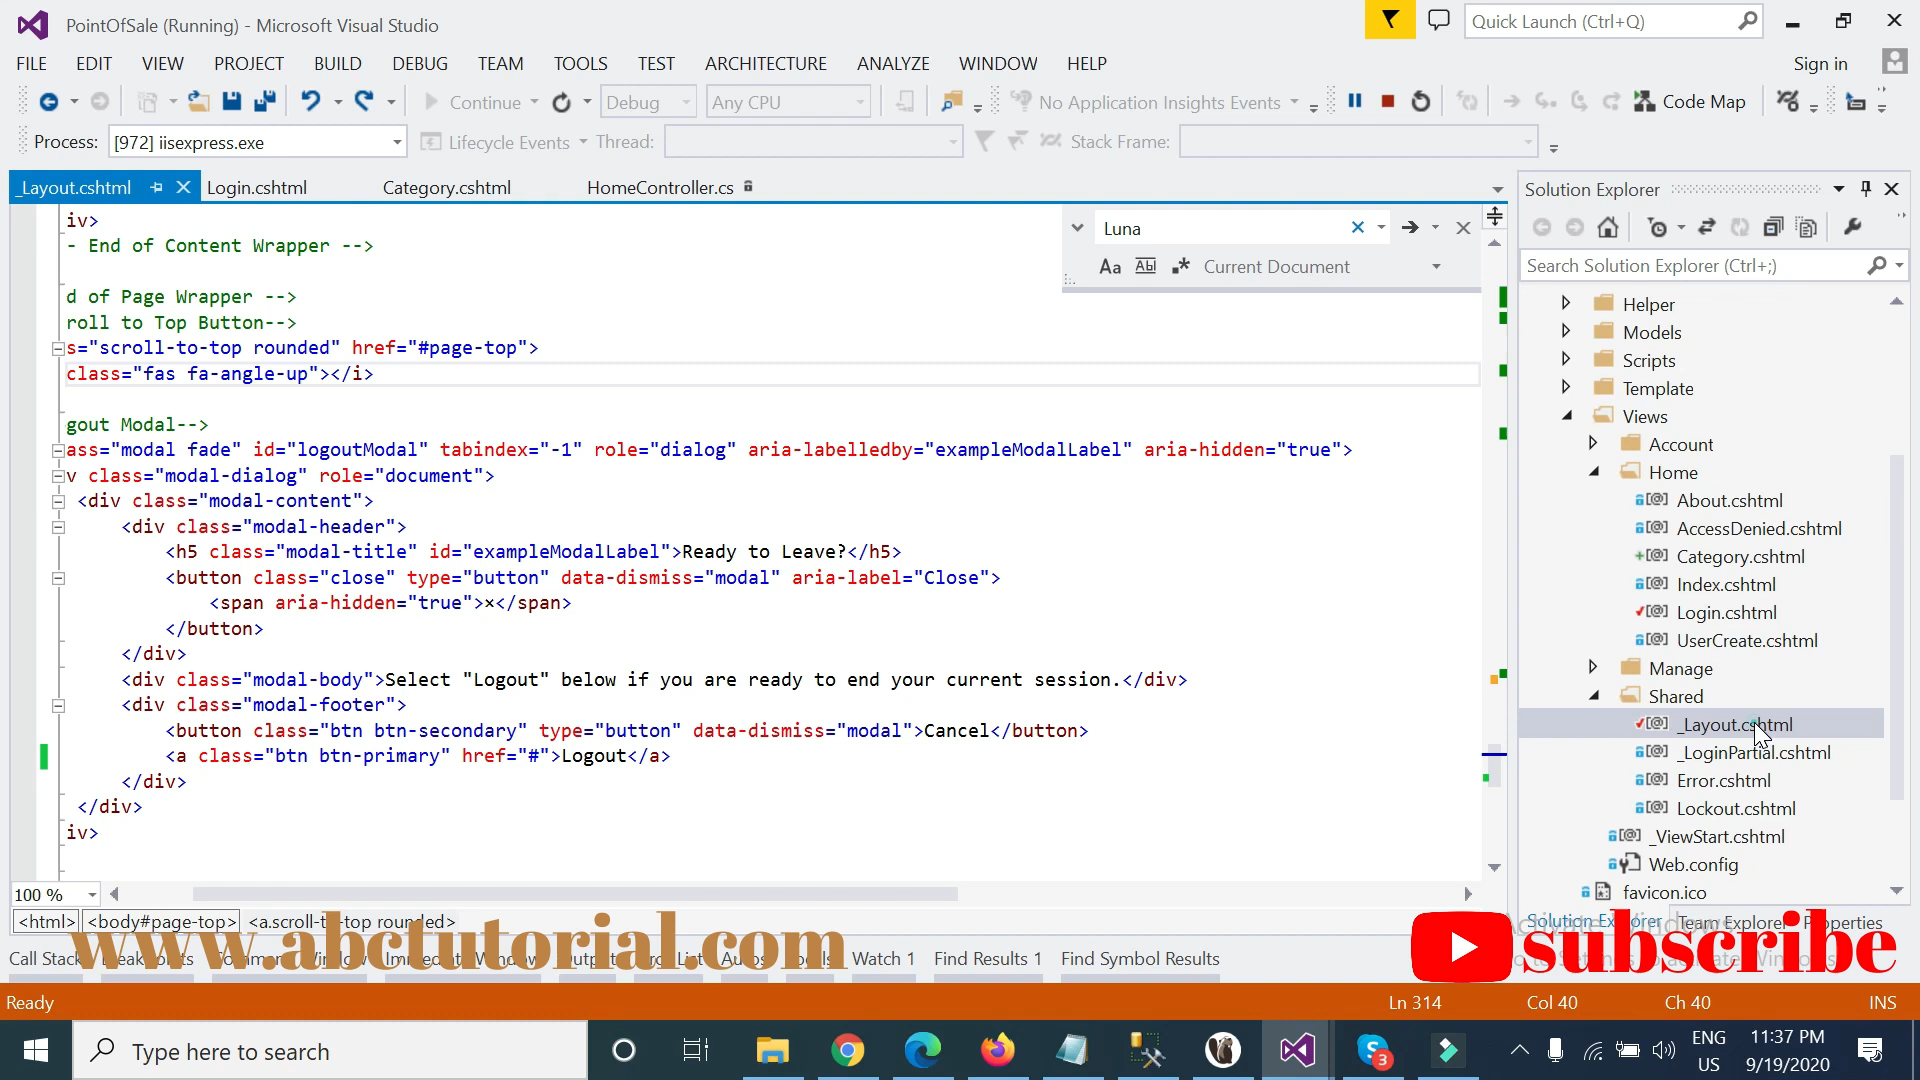 PointOfSale (Running) - Microsoft Visual Studio
Quick Launch (Ctrl+Q)
FILE EDIT VIEW PROJECT BUILD DEBUG TEAM TOOLS TEST ARCHITECTURE ANALYZE WINDOW HELP
Sign in
Continue Debug Any CPU No Application Insights Events Code Map
Process: [972] iisexpress.exe Lifecycle Events Thread: Stack Frame:
_Layout.cshtml Login.cshtml Category.cshtml HomeController.cs
Luna
Aa Abl Current Document
iv>
- End of Content Wrapper -->
d of Page Wrapper -->
roll to Top Button-->
s="scroll-to-top rounded" href="#page-top">
class="fas fa-angle-up"></i>
gout Modal-->
ass="modal fade" id="logoutModal" tabindex="-1" role="dialog" aria-labelledby="exampleModalLabel" aria-hidden="true">
v class="modal-dialog" role="document">
<div class="modal-content">
<div class="modal-header">
<h5 class="modal-title" id="exampleModalLabel">Ready to Leave?</h5>
<button class="close" type="button" data-dismiss="modal" aria-label="Close">
<span aria-hidden="true">×</span>
</button>
</div>
<div class="modal-body">Select "Logout" below if you are ready to end your current session.</div>
<div class="modal-footer">
<button class="btn btn-secondary" type="button" data-dismiss="modal">Cancel</button>
<a class="btn btn-primary" href="#">Logout</a>
</div>
</div>
iv>
100 %
<html> <body#page-top> <a.scroll-to-top rounded>
Solution Explorer
Search Solution Explorer (Ctrl+;)
Helper
Models
Scripts
Template
Views
Account
Home
About.cshtml
AccessDenied.cshtml
Category.cshtml
Index.cshtml
Login.cshtml
UserCreate.cshtml
Manage
Shared
_Layout.cshtml
_LoginPartial.cshtml
Error.cshtml
Lockout.cshtml
_ViewStart.cshtml
Web.config
favicon.ico
Solution Explorer Team Explorer Properties
www.abctutorial.com
subscribe
Call Stack Watch 1 Find Results 1 Find Symbol Results
Ready
Ln 314 Col 40 Ch 40 INS
Type here to search
3
ENG
US
11:37 PM
9/19/2020